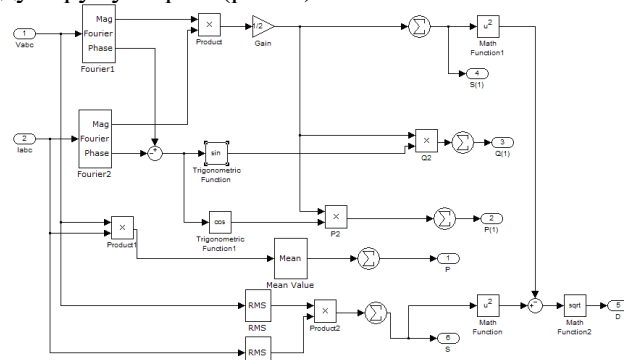 Mag
Fourier
Phase
Fourier1
1
Vabc
×
Product
1/2
Gain
Σ
u²
Math
Function1
4
S(1)
Mag
Fourier
Phase
Fourier2
2
Iabc
sin
Trigonometric
Function
×
Q2
Σ
3
Q(1)
cos
Trigonometric
Function1
×
P2
Σ
2
P(1)
×
Product1
Mean
Mean Value
Σ
1
P
RMS
RMS
×
Product2
Σ
u²
Math
Function
sqrt
Math
Function2
5
D
6
S
RMS